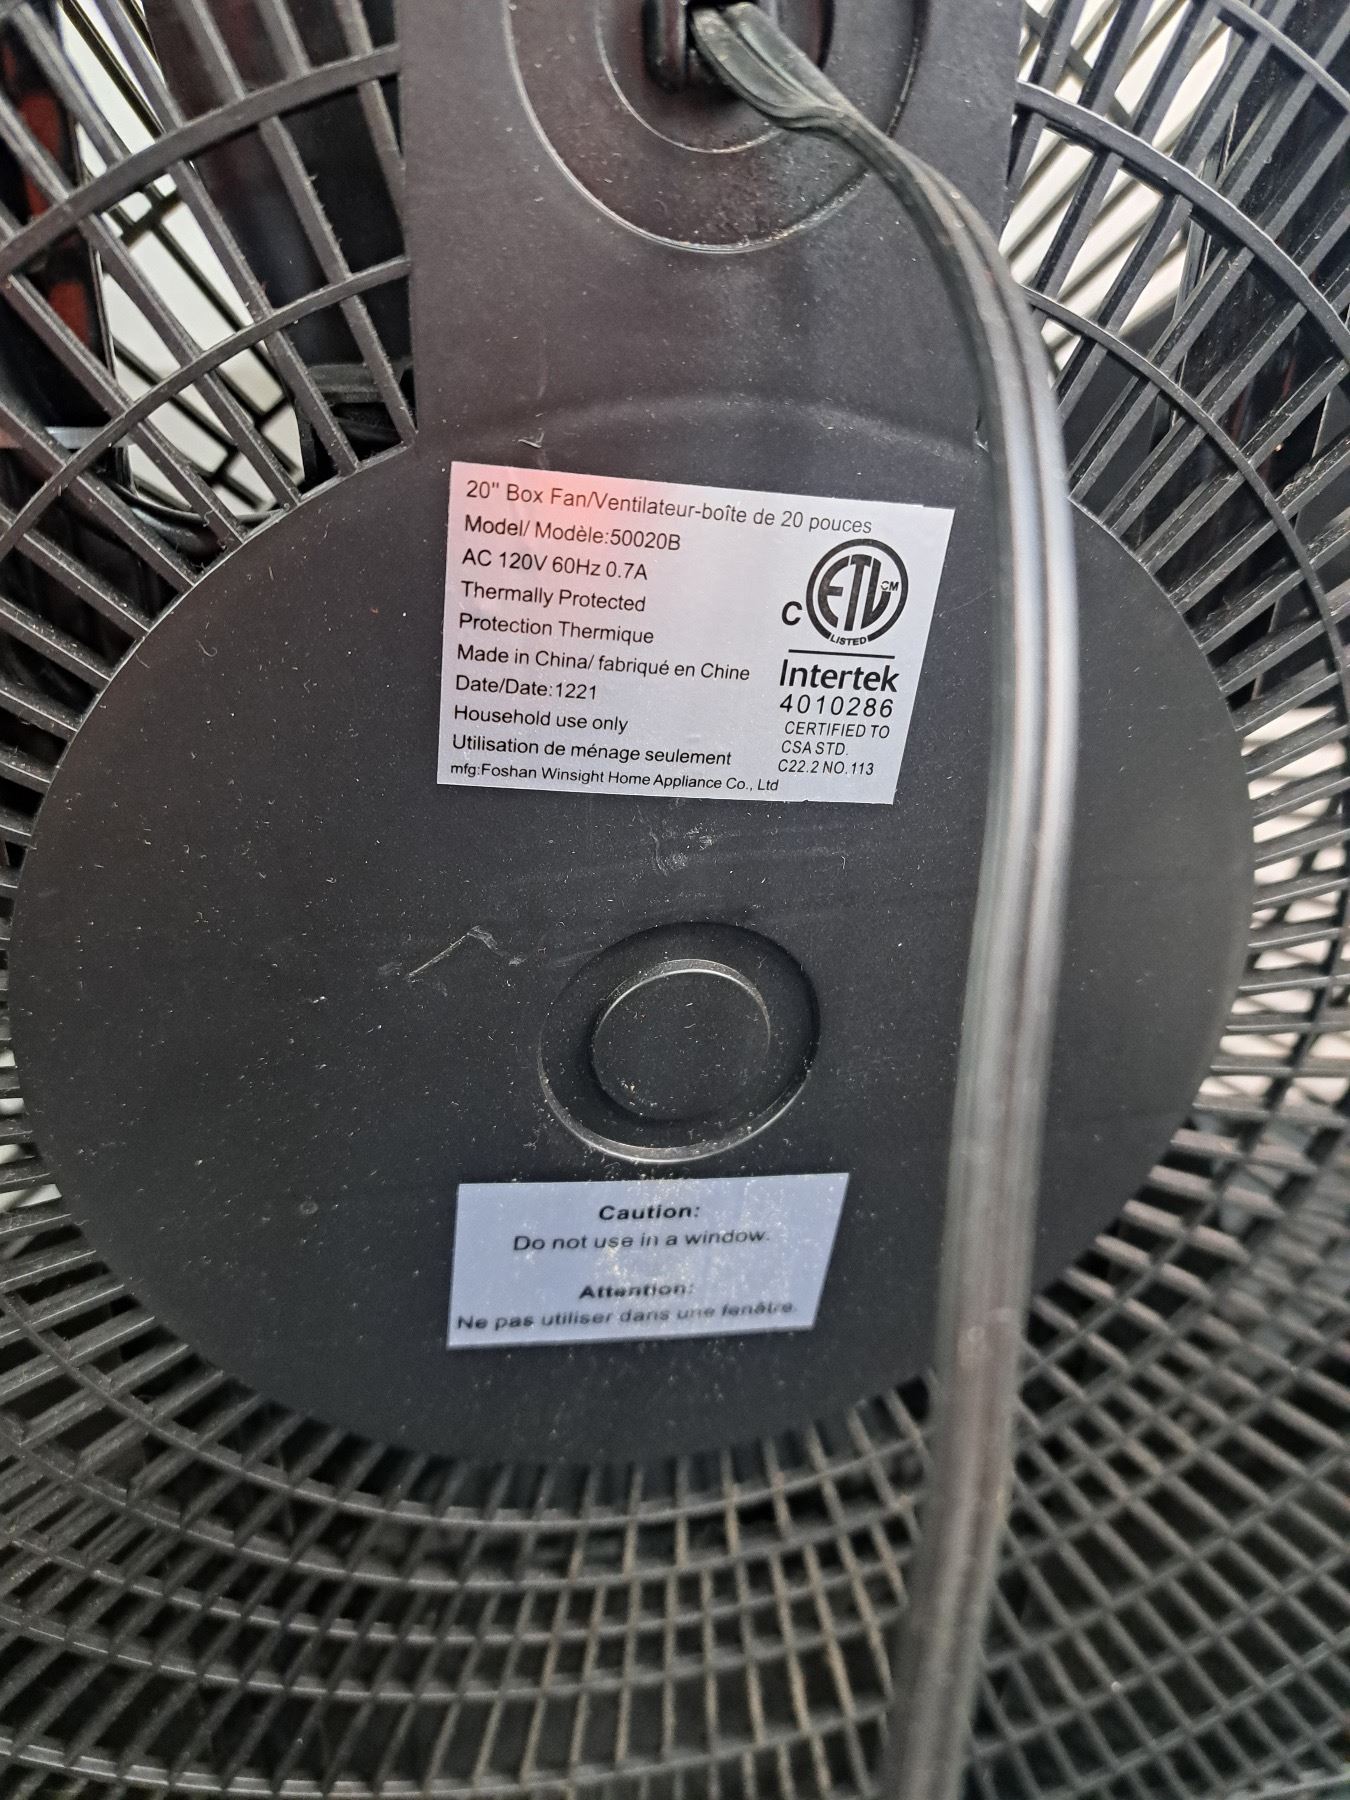 20" Box Fan/Ventilateur-boîte de 20 pouces
Model/ Modèle:50020B
AC 120V 60Hz 0.7A
Thermally Protected
Protection Thermique
Made in China/ fabriqué en Chine
Date/Date:1221
Household use only
Utilisation de ménage seulement
mfg:Foshan Winsight Home Appliance Co., Ltd
C ETL CM
LISTED
Intertek
4010286
CERTIFIED TO
CSA STD.
C22.2 NO.113
Caution:
Do not use in a window.
Attention:
Ne pas utiliser dans une fenêtre.